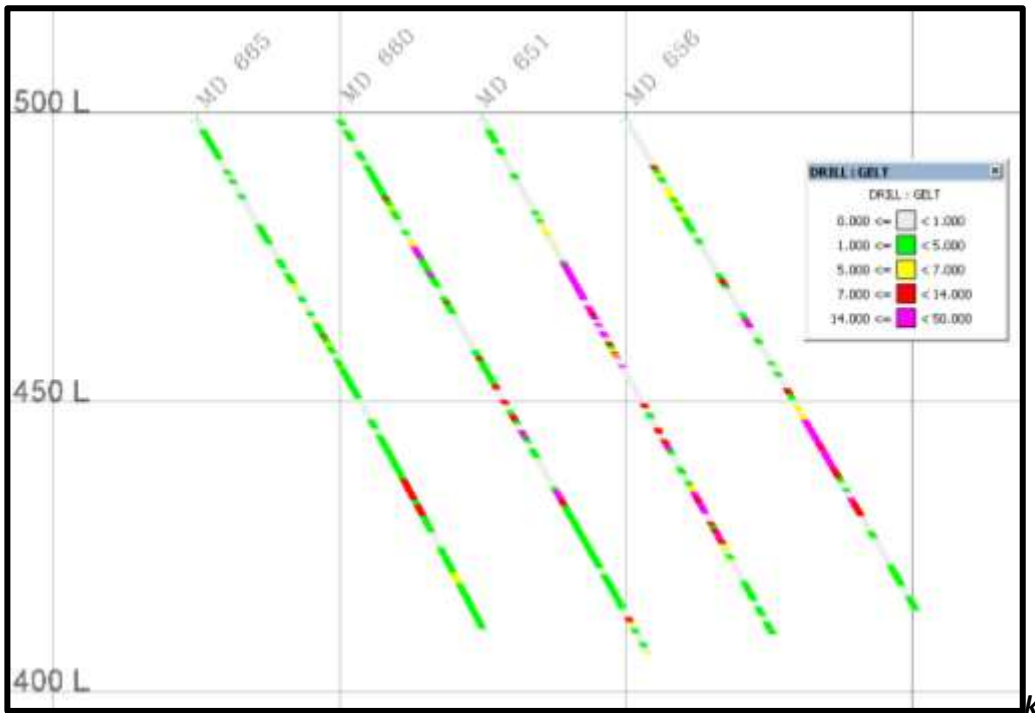 MD 665
MD 660
MD 651
MD 656
500 L
DRILL : GELT
DRILL : GELT
0.000 <= < 1.000
1.000 <= < 5.000
5.000 <= < 7.000
7.000 <= < 14.000
14.000 <= < 50.000
450 L
400 L